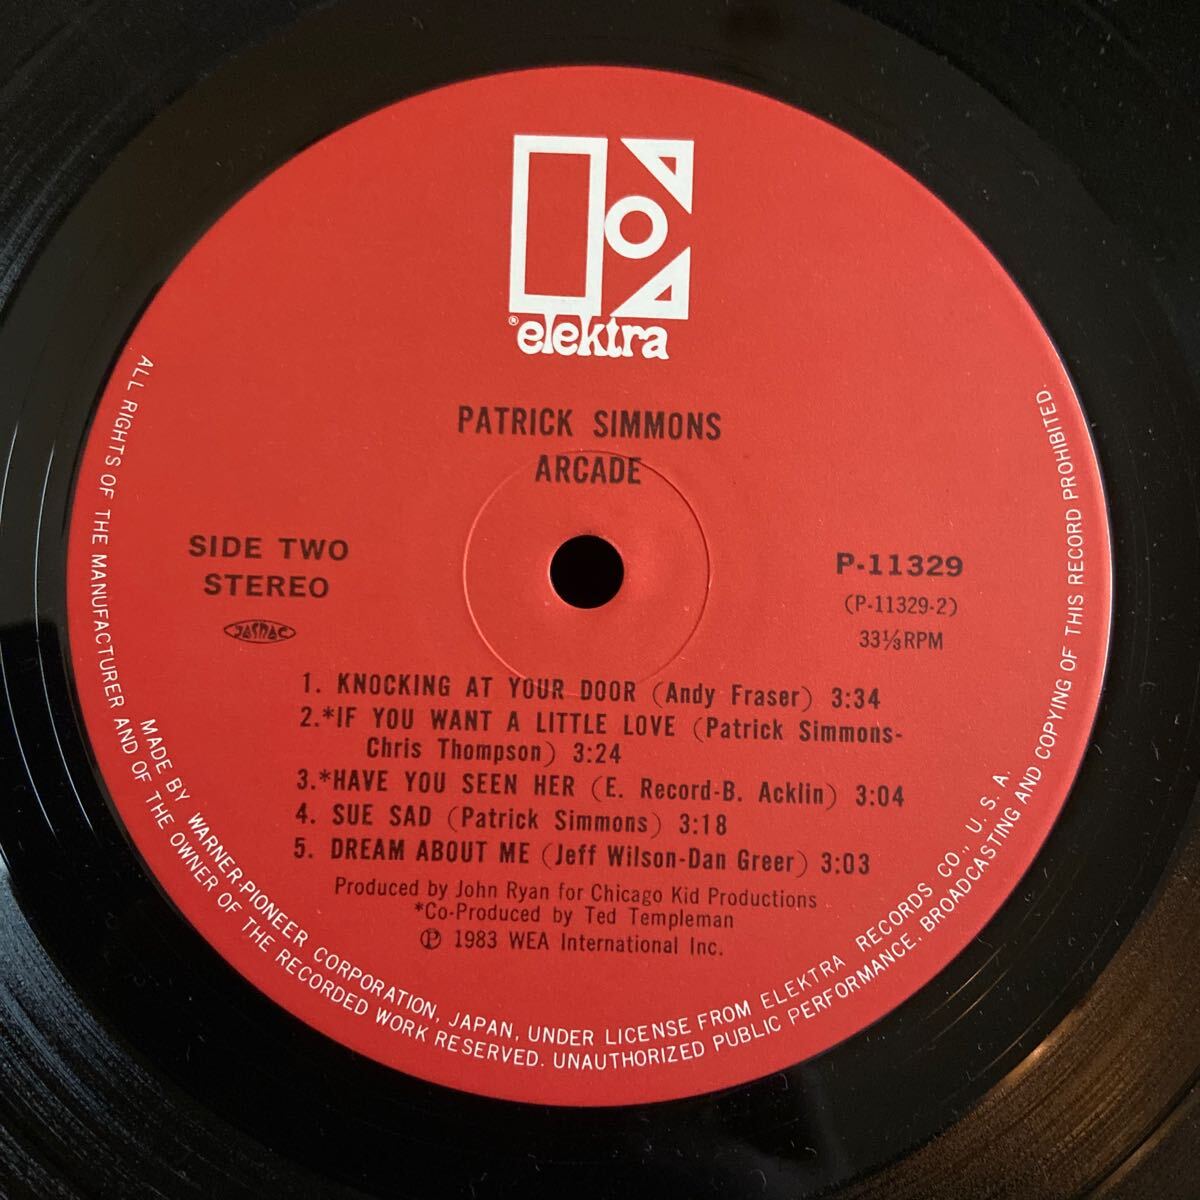 ® elektra
PATRICK SIMMONS
ARCADE
SIDE TWO
STEREO
JASRAC
P-11329
(P-11329-2)
33⅓RPM
1. KNOCKING AT YOUR DOOR (Andy Fraser) 3:34
2.*IF YOU WANT A LITTLE LOVE (Patrick Simmons-
Chris Thompson) 3:24
3.*HAVE YOU SEEN HER (E. Record-B. Acklin) 3:04
4. SUE SAD (Patrick Simmons) 3:18
5. DREAM ABOUT ME (Jeff Wilson-Dan Greer) 3:03
Produced by John Ryan for Chicago Kid Productions
*Co-Produced by Ted Templeman
℗ 1983 WEA International Inc.
MADE BY WARNER-PIONEER CORPORATION, JAPAN, UNDER LICENSE FROM ELEKTRA RECORDS CO., U. S. A.
ALL RIGHTS OF THE MANUFACTURER AND OF THE OWNER OF THE RECORDED WORK RESERVED. UNAUTHORIZED PUBLIC PERFORMANCE, BROADCASTING AND COPYING OF THIS RECORD PROHIBITED.